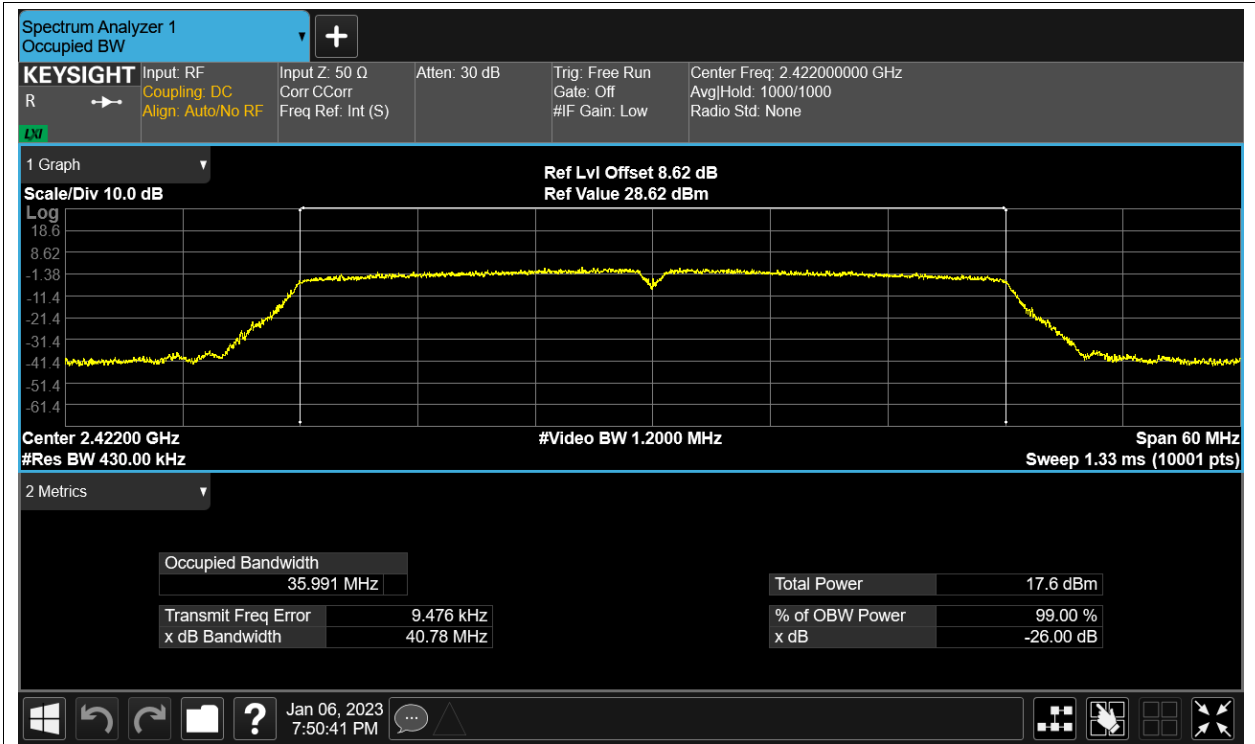 Spectrum Analyzer 1
Occupied BW
KEYSIGHT
R
LXI
Input: RF
Coupling: DC
Align: Auto/No RF
Input Z: 50 Ω
Corr CCorr
Freq Ref: Int (S)
Atten: 30 dB
Trig: Free Run
Gate: Off
#IF Gain: Low
Center Freq: 2.422000000 GHz
Avg|Hold: 1000/1000
Radio Std: None
1 Graph
Scale/Div 10.0 dB
Ref Lvl Offset 8.62 dB
Ref Value 28.62 dBm
Log
18.6
8.62
-1.38
-11.4
-21.4
-31.4
-41.4
-51.4
-61.4
Center 2.42200 GHz
#Video BW 1.2000 MHz
Span 60 MHz
#Res BW 430.00 kHz
Sweep 1.33 ms (10001 pts)
2 Metrics
Occupied Bandwidth
35.991 MHz
Transmit Freq Error 9.476 kHz
x dB Bandwidth 40.78 MHz
Total Power 17.6 dBm
% of OBW Power 99.00 %
x dB -26.00 dB
?
Jan 06, 2023
7:50:41 PM